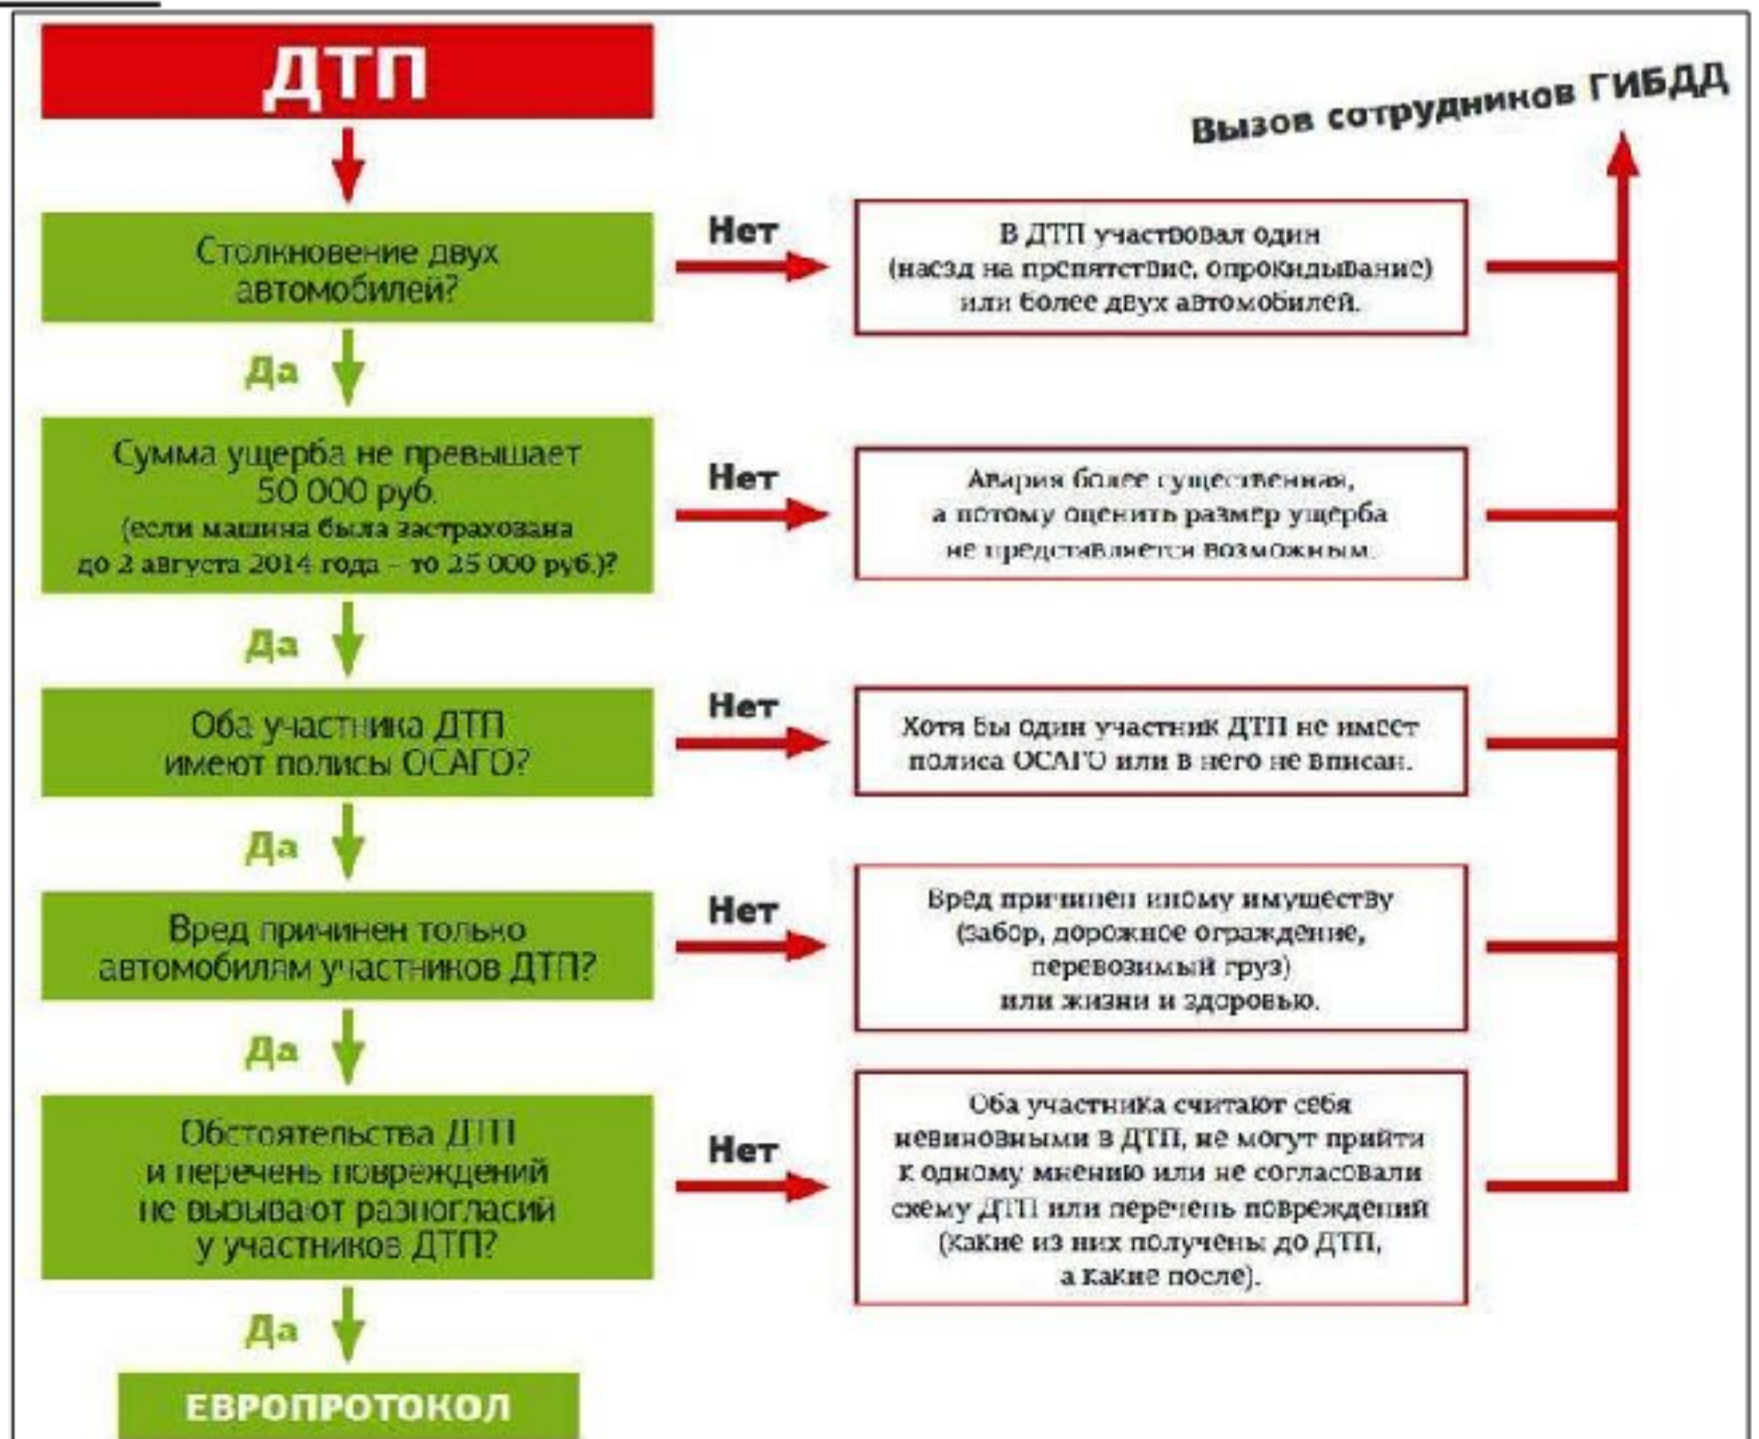 ДТП
Вызов сотрудников ГИБДД
Столкновение двух
автомобилей?
Нет
В ДТП участвовал один
(наезд на препятствие, опрокидывание)
или более двух автомобилей.
Да
Сумма ущерба не превышает
50 000 руб.
(если машина была застрахована
до 2 августа 2014 года – то 25 000 руб.)?
Нет
Авария более существенная,
а потому оценить размер ущерба
не представляется возможным.
Да
Оба участника ДТП
имеют полисы ОСАГО?
Нет
Хотя бы один участник ДТП не имеет
полиса ОСАГО или в него не вписан.
Да
Вред причинен только
автомобилям участников ДТП?
Нет
Вред причинен иному имуществу
(забор, дорожное ограждение,
перевозимый груз)
или жизни и здоровью.
Да
Обстоятельства ДТП
и перечень повреждений
не вызывают разногласий
у участников ДТП?
Нет
Оба участника считают себя
невиновными в ДТП, не могут прийти
к одному мнению или не согласовали
схему ДТП или перечень повреждений
(какие из них получены до ДТП,
а какие после).
Да
ЕВРОПРОТОКОЛ